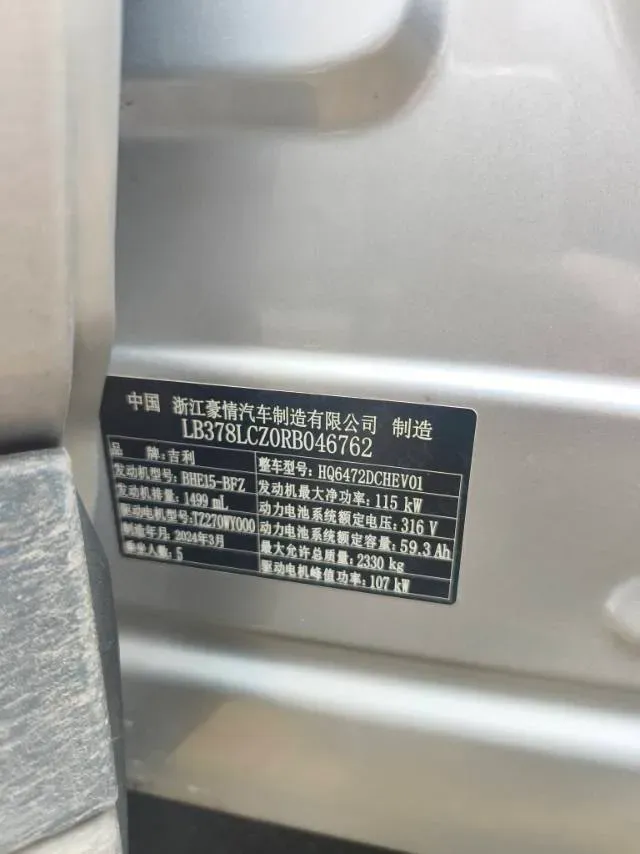 中国 浙江豪情汽车制造有限公司 制造
LB378LCZ0RB046762
品 牌:吉利 整车型号:HQ6472DCHEV01
发动机型号:BHE15-BFZ 发动机最大净功率:115 kW
发动机排量:1499 mL 动力电池系统额定电压:316 V
驱动电机型号:TZ270WY000 动力电池系统额定容量:59.3 Ah
制造年月:2024年3月 最大允许总质量:2330 kg
乘坐人数:5 驱动电机峰值功率:107 kW